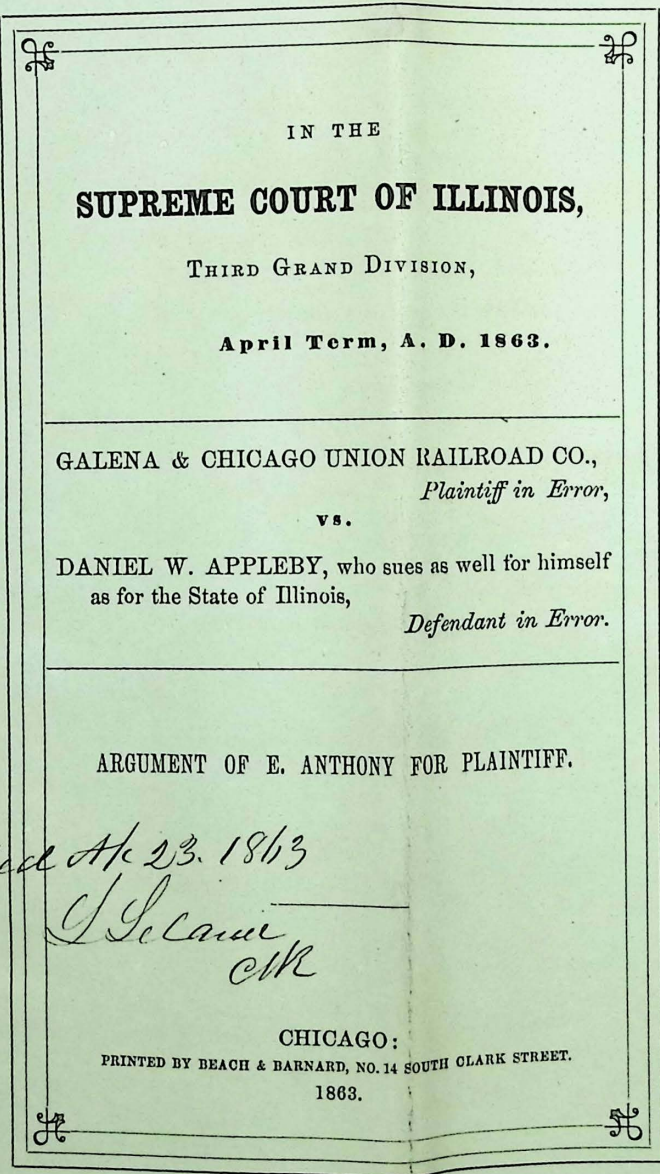 IN THE
SUPREME COURT OF ILLINOIS,
THIRD GRAND DIVISION,
April Term, A. D. 1863.
GALENA & CHICAGO UNION RAILROAD CO.,
Plaintiff in Error,
vs.
DANIEL W. APPLEBY, who sues as well for himself
as for the State of Illinois,
Defendant in Error.
ARGUMENT OF E. ANTHONY FOR PLAINTIFF.
23. 1863
L Leland
Clk
CHICAGO:
PRINTED BY BEACH & BARNARD, NO. 14 SOUTH CLARK STREET.
1863.